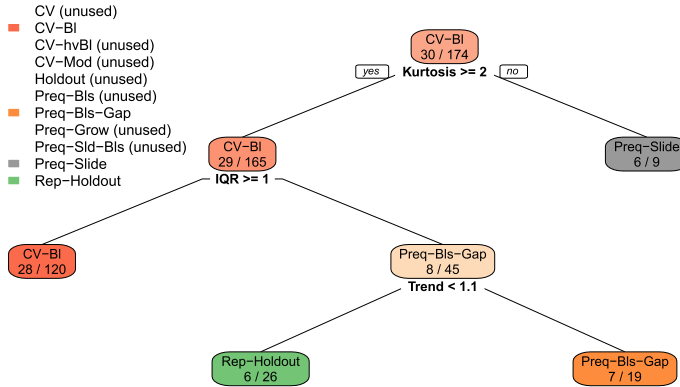 CV (unused)
CV−Bl
CV−hvBl (unused)
CV−Mod (unused)
Holdout (unused)
Preq−Bls (unused)
Preq−Bls−Gap
Preq−Grow (unused)
Preq−Sld−Bls (unused)
Preq−Slide
Rep−Holdout
CV−Bl
30 / 174
yes
Kurtosis >= 2
no
CV−Bl
29 / 165
IQR >= 1
Preq−Slide
6 / 9
CV−Bl
28 / 120
Preq−Bls−Gap
8 / 45
Trend < 1.1
Rep−Holdout
6 / 26
Preq−Bls−Gap
7 / 19